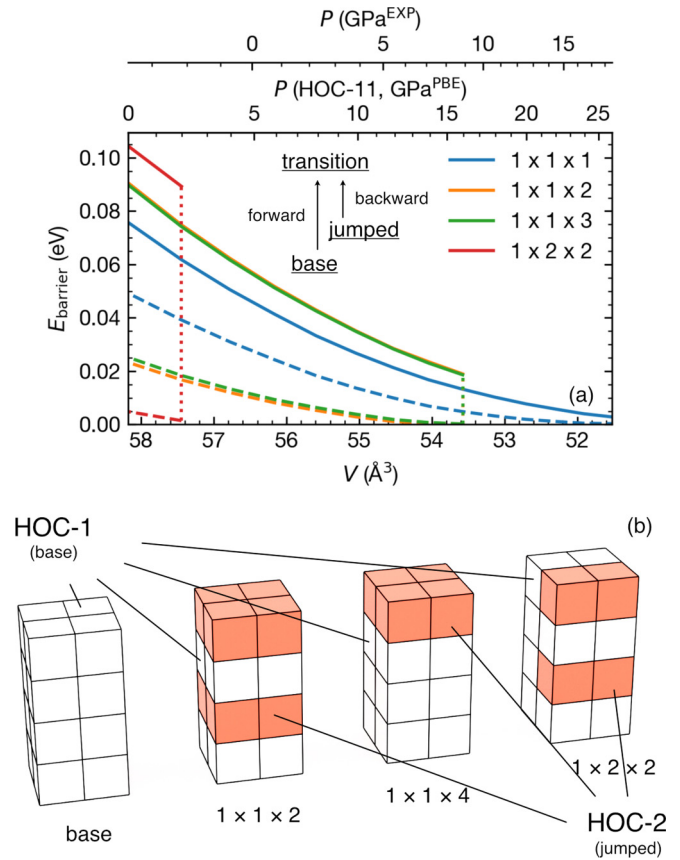 P (GPa^EXP)
0 5 10 15
P (HOC-11, GPa^PBE)
0 5 10 15 20 25
0.10
0.08
0.06
0.04
0.02
0.00
E_barrier (eV)
transition
forward
backward
jumped
base
1 x 1 x 1
1 x 1 x 2
1 x 1 x 3
1 x 2 x 2
(a)
58 57 56 55 54 53 52
V (Å³)
(b)
HOC-1
(base)
base
1 × 1 × 2
1 × 1 × 4
1 × 2 × 2
HOC-2
(jumped)